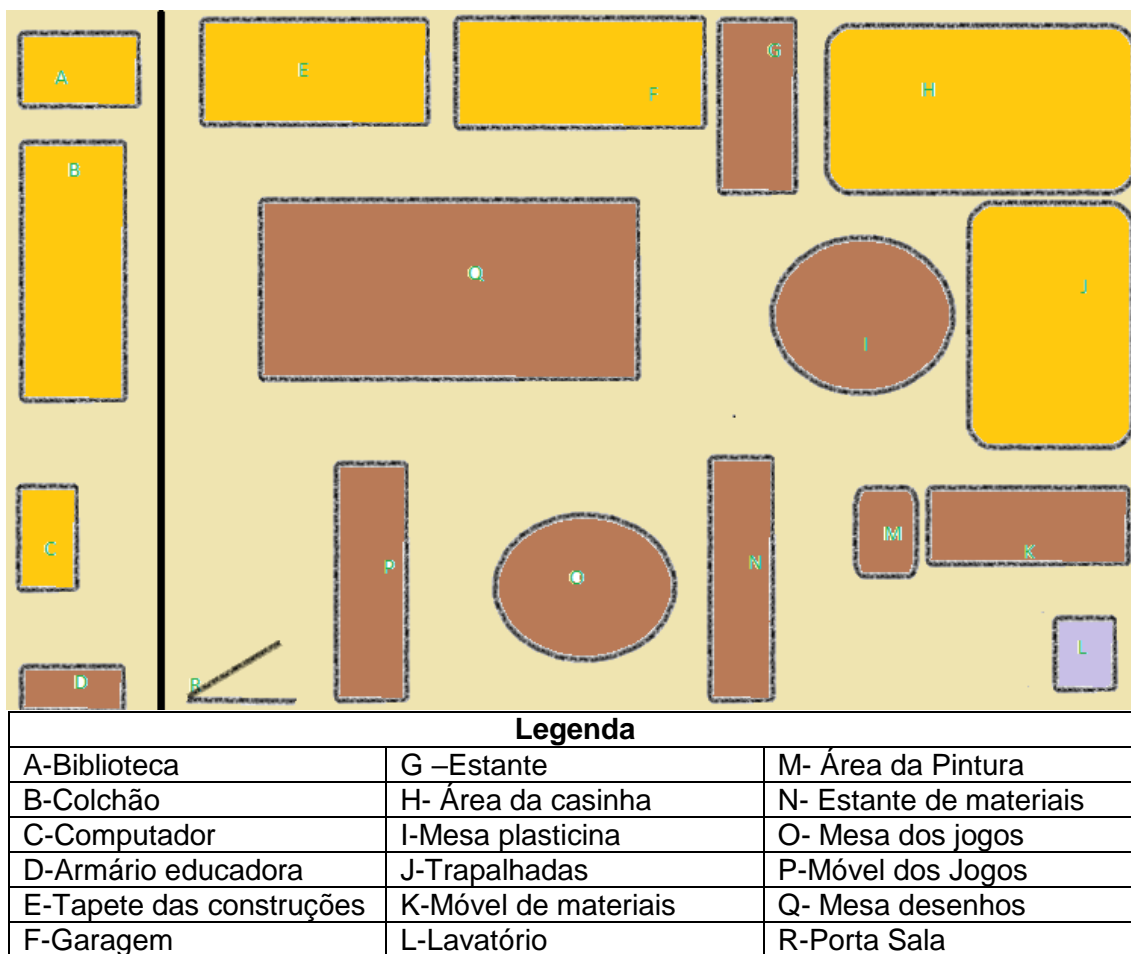 A
E
F
G
H
B
Q
J
I
C
P
O
N
M
K
D
R
L
Legenda
A-Biblioteca G –Estante M- Área da Pintura
B-Colchão H- Área da casinha N- Estante de materiais
C-Computador I-Mesa plasticina O- Mesa dos jogos
D-Armário educadora J-Trapalhadas P-Móvel dos Jogos
E-Tapete das construções K-Móvel de materiais Q- Mesa desenhos
F-Garagem L-Lavatório R-Porta Sala